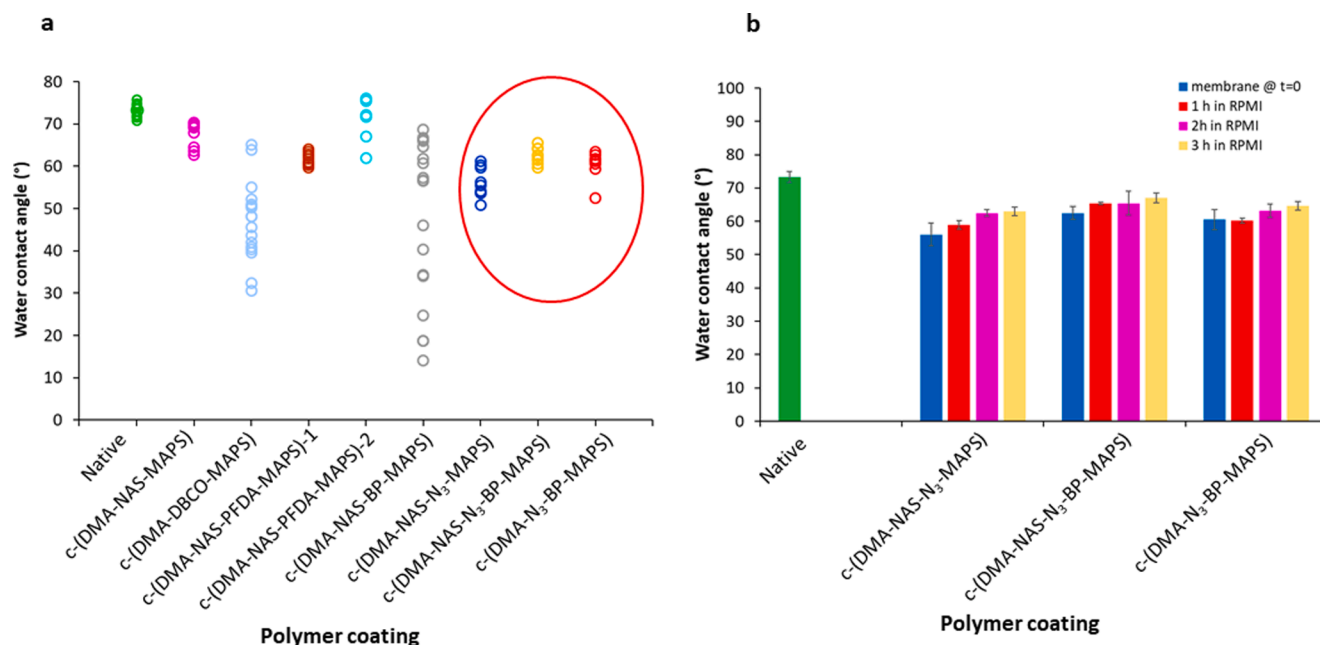 a
80
70
60
50
40
30
20
10
0
Water contact angle (°)
Native
c-(DMA-NAS-MAPS)
c-(DMA-DBCO-MAPS)
c-(DMA-NAS-PFDA-MAPS)-1
c-(DMA-NAS-PFDA-MAPS)-2
c-(DMA-NAS-BP-MAPS)
c-(DMA-NAS-N₃-MAPS)
c-(DMA-NAS-N₃-BP-MAPS)
c-(DMA-N₃-BP-MAPS)
Polymer coating
b
100
90
80
70
60
50
40
30
20
10
0
Water contact angle (°)
membrane @ t=0
1 h in RPMI
2h in RPMI
3 h in RPMI
Native
c-(DMA-NAS-N₃-MAPS)
c-(DMA-NAS-N₃-BP-MAPS)
c-(DMA-N₃-BP-MAPS)
Polymer coating